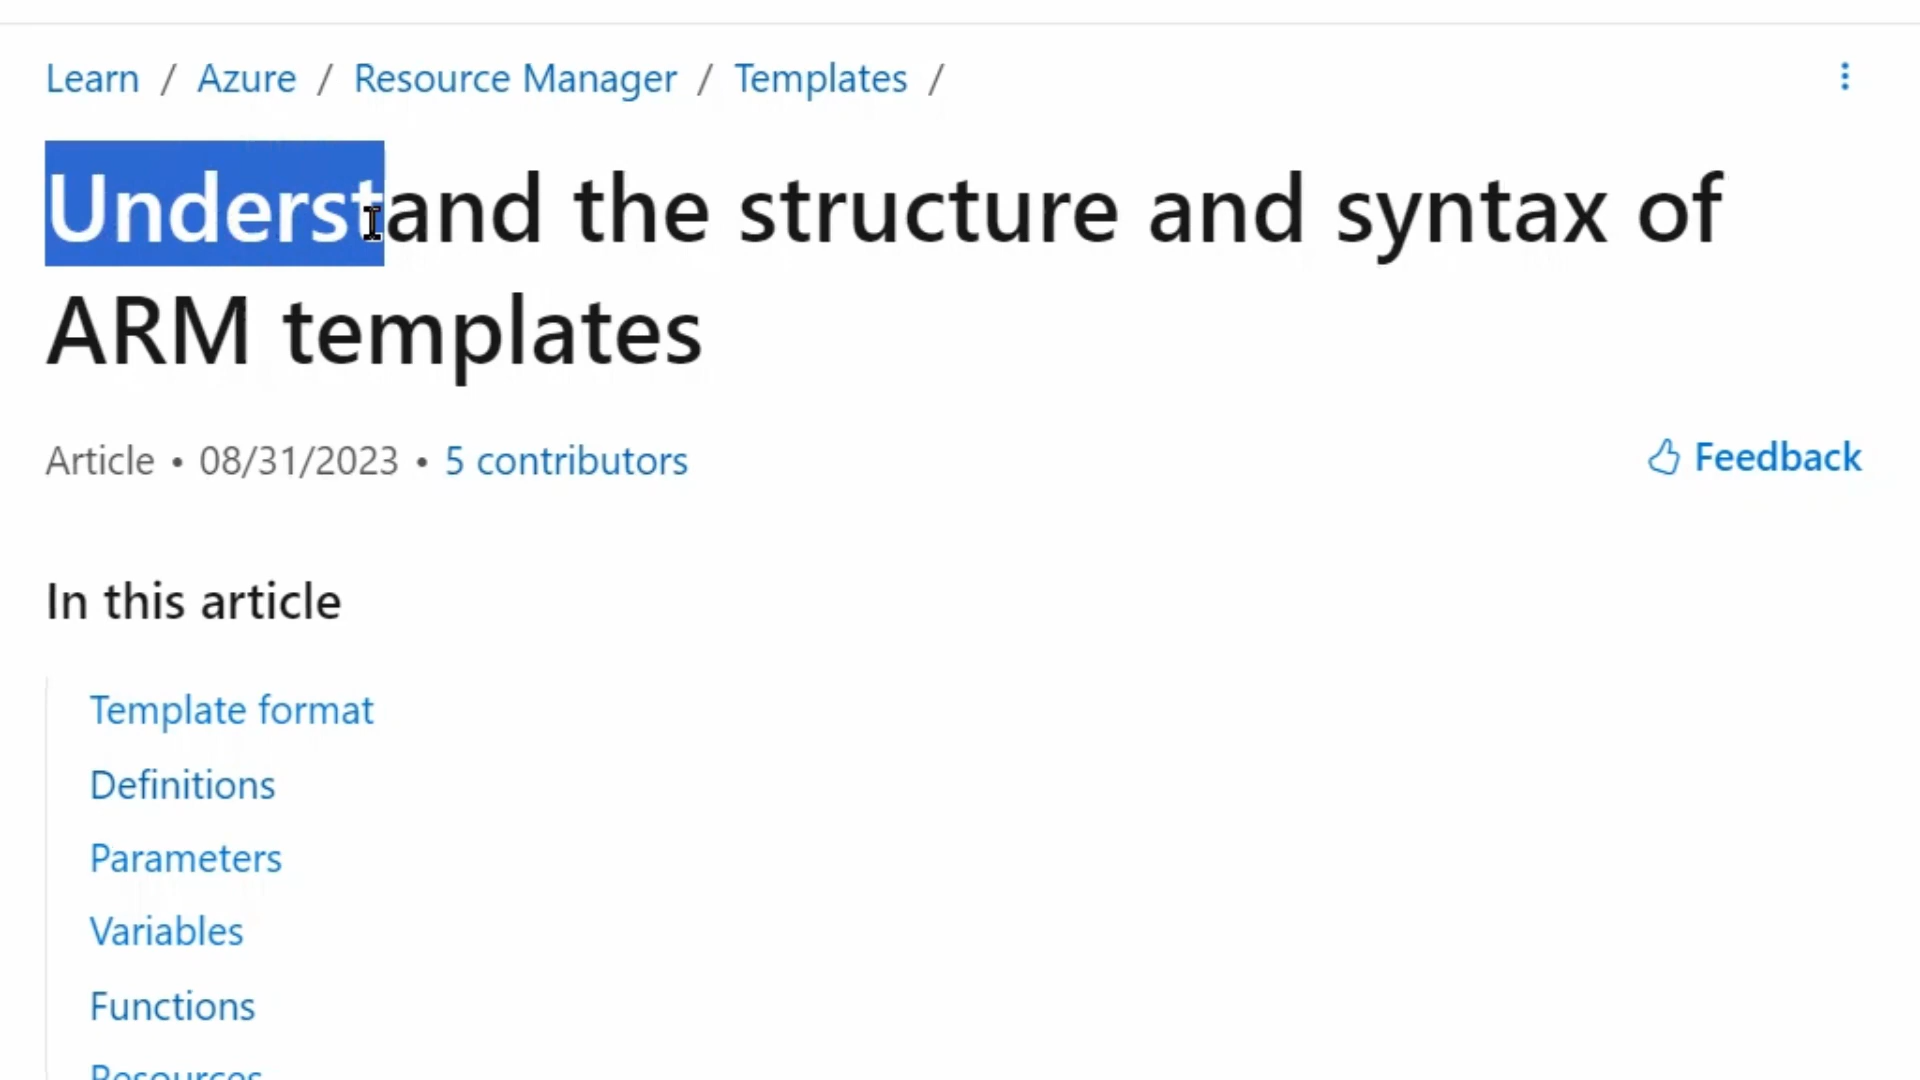 Learn / Azure / Resource Manager / Templates /
Understand the structure and syntax of
ARM templates
Article • 08/31/2023 • 5 contributors
Feedback
In this article
Template format
Definitions
Parameters
Variables
Functions
Resources